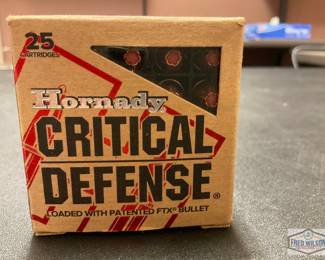 25
CARTRIDGES
Hornady
CRITICAL
DEFENSE®
LOADED WITH PATENTED FTX® BULLET
FRED WILSON